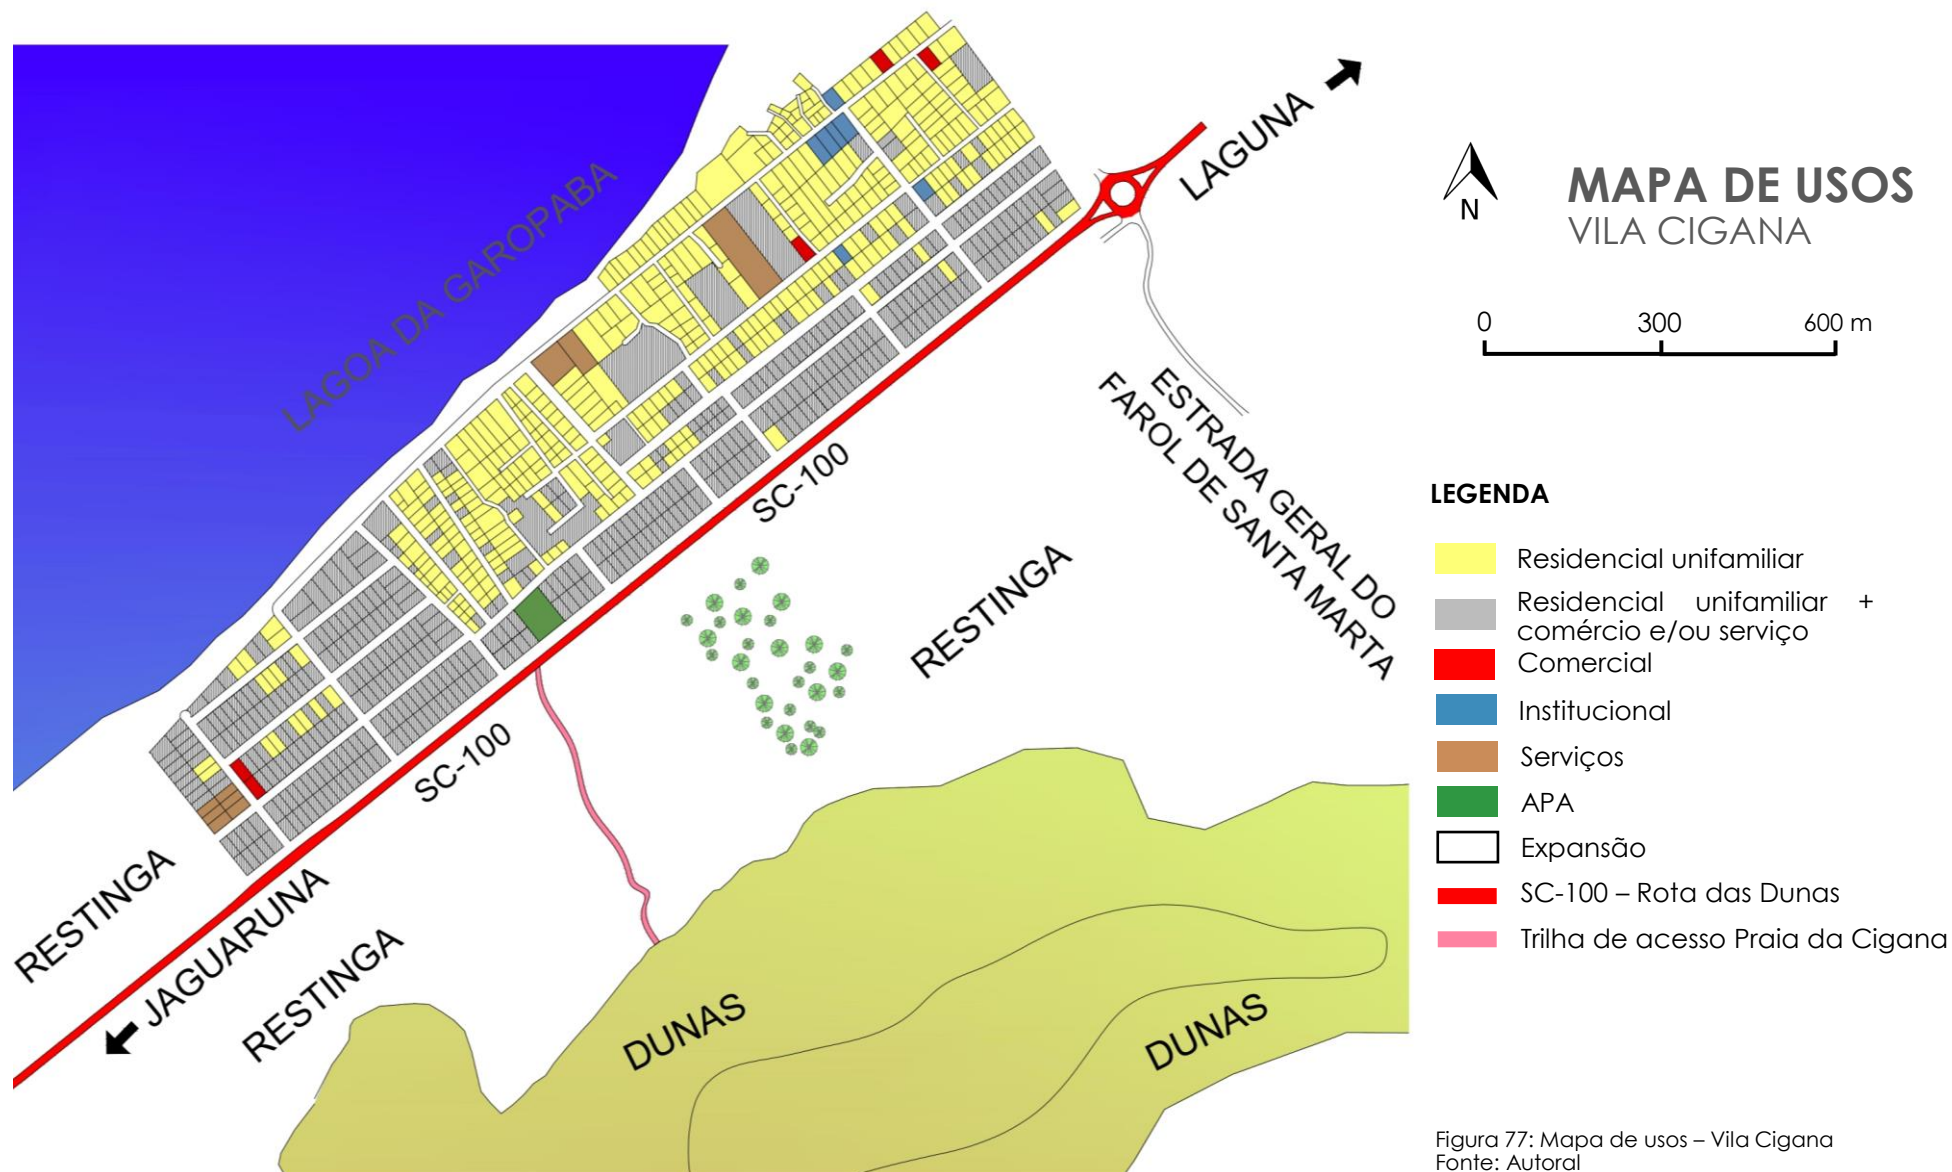 LAGOA DA GAROPABA
LAGUNA
ESTRADA GERAL DO
FAROL DE SANTA MARTA
SC-100
RESTINGA
SC-100
RESTINGA
JAGUARUNA
RESTINGA
DUNAS
DUNAS
N
MAPA DE USOS
VILA CIGANA
0 300 600 m
LEGENDA
Residencial unifamiliar
Residencial unifamiliar +
comércio e/ou serviço
Comercial
Institucional
Serviços
APA
Expansão
SC-100 – Rota das Dunas
Trilha de acesso Praia da Cigana
Figura 77: Mapa de usos – Vila Cigana
Fonte: Autoral